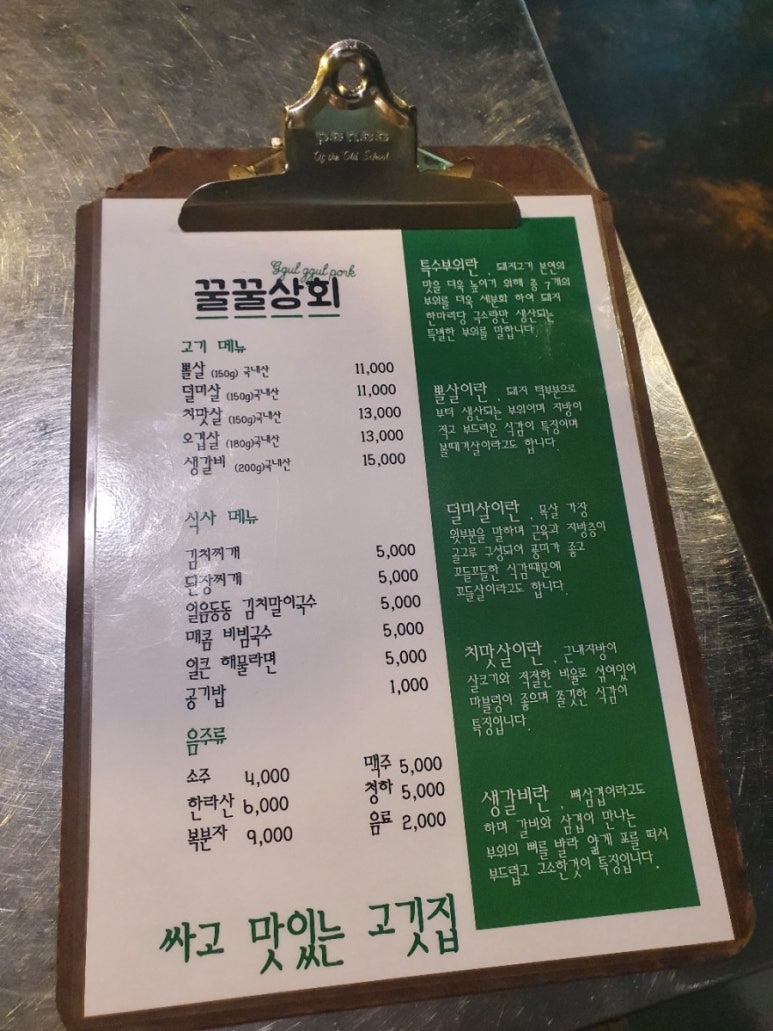 Of the Old School
Ggul ggul pork
꿀꿀상회
고기 메뉴
뽈살 (150g) 국내산 11,000
덜미살 (150g)국내산 11,000
치맛살 (150g)국내산 13,000
오겹살 (180g)국내산 13,000
생갈비 (200g)국내산 15,000
식사 메뉴
김치찌개 5,000
된장찌개 5,000
얼음동동 김치말이국수 5,000
매콤 비빔국수 5,000
얼큰 해물라면 5,000
공기밥 1,000
음주류
소주 4,000 맥주 5,000
한라산 6,000 청하 5,000
복분자 9,000 음료 2,000
싸고 맛있는 고깃집
특수부위란 , 돼지고기 본연의
맛을 더욱 높이기 위해 총 7개의
부위를 더욱 세분화 하여 돼지
한마리당 극소량만 생산되는
특별한 부위를 말합니다.
뽈살이란 , 돼지 턱부분으로
부터 생산되는 부위이며 지방이
적고 부드러운 식감이 특징이며
볼때기살이라고도 합니다.
덜미살이란 , 목살 가장
윗부분을 말하며 근육과 지방층이
골고루 구성되어 풍미가 좋고
꼬들꼬들한 식감때문에
꼬들살이라고도 합니다.
치맛살이란 , 근내지방이
살코기와 적절한 비율로 섞여있어
마블링이 좋으며 쫄깃한 식감이
특징입니다.
생갈비란 , 뼈삼겹이라고도
하며 갈비와 삼겹이 만나는
부위의 뼈를 발라 얇게 포를 떠서
부드럽고 고소한것이 특징입니다.